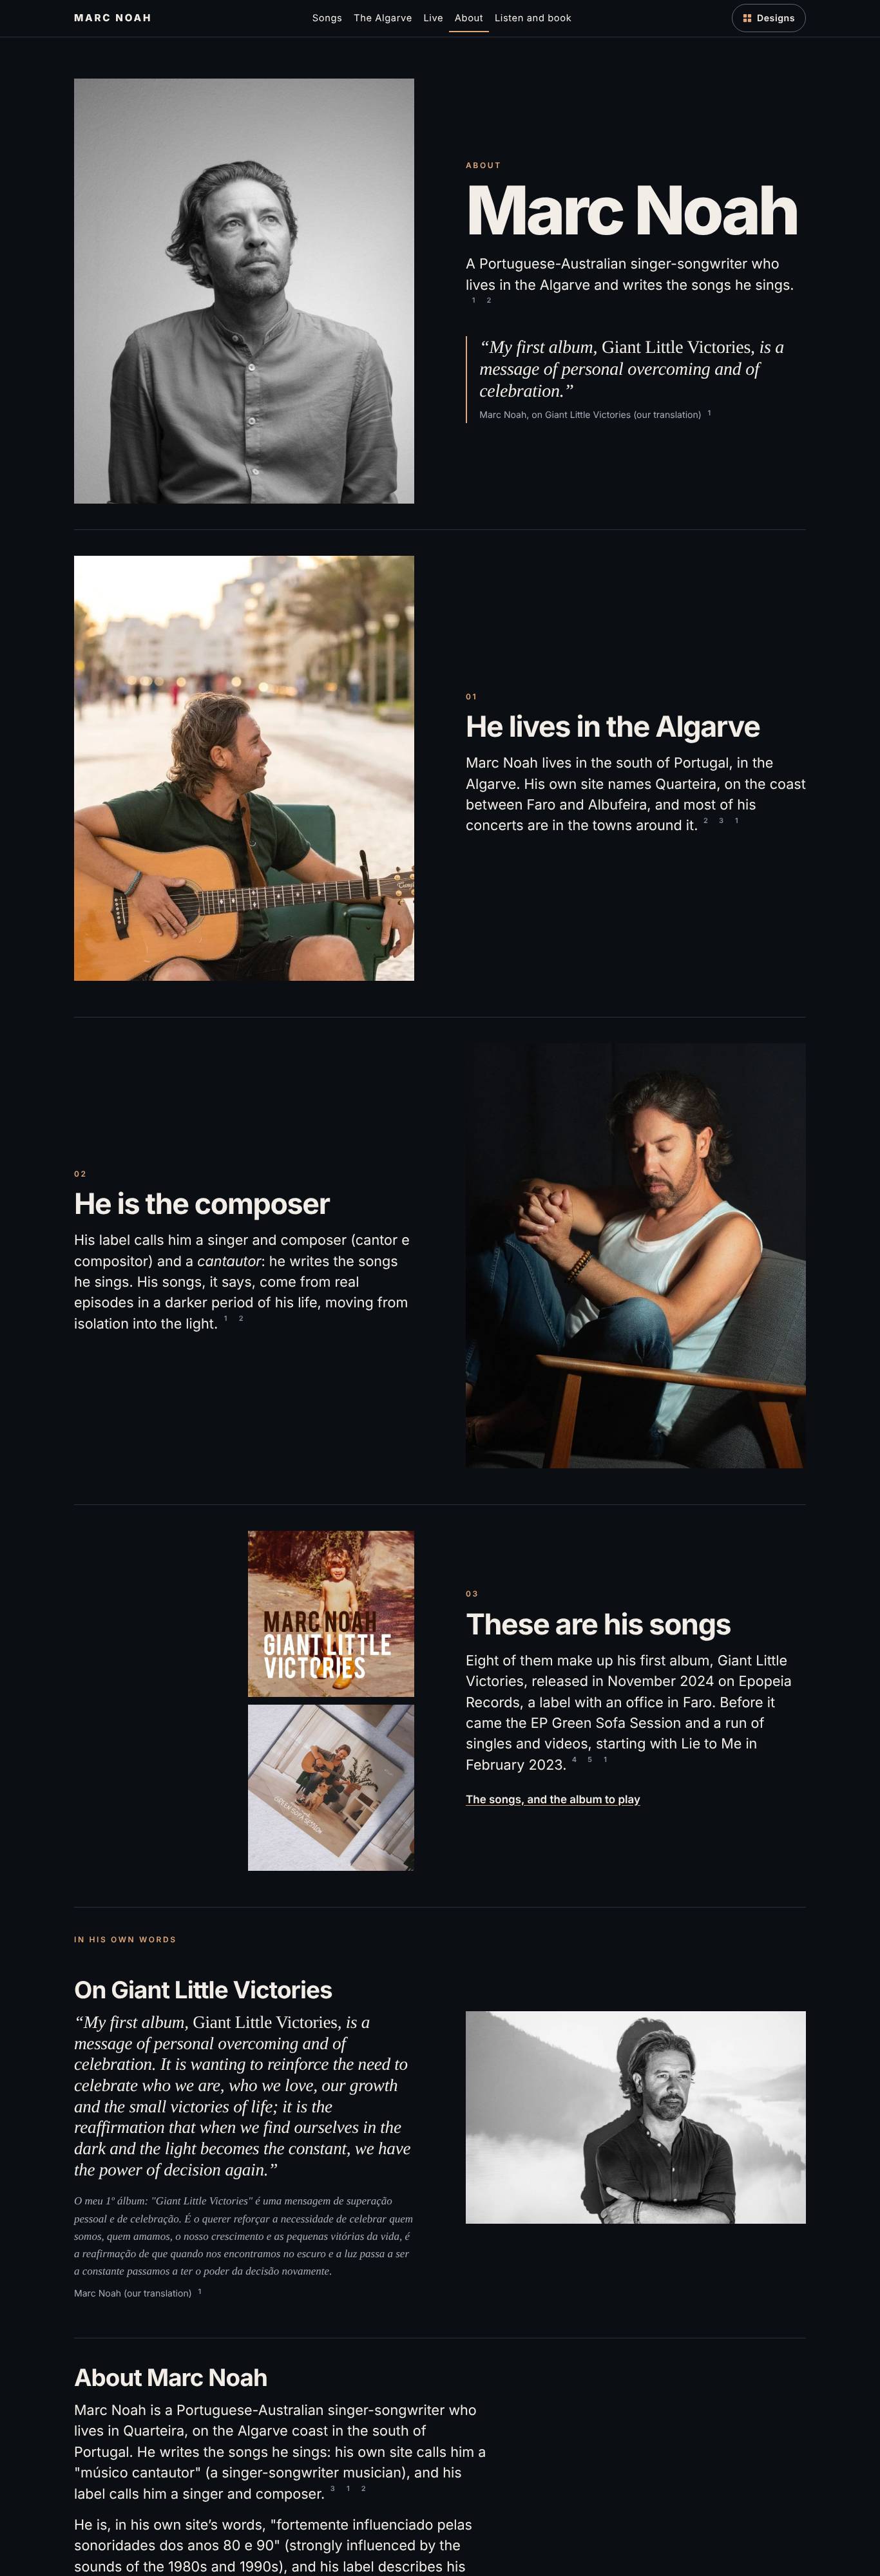 MARC NOAH
Songs The Algarve Live About Listen and book
Designs
ABOUT
Marc Noah
A Portuguese-Australian singer-songwriter who
lives in the Algarve and writes the songs he sings.
1 2
“My first album, Giant Little Victories, is a
message of personal overcoming and of
celebration.”
Marc Noah, on Giant Little Victories (our translation) 1
01
He lives in the Algarve
Marc Noah lives in the south of Portugal, in the
Algarve. His own site names Quarteira, on the coast
between Faro and Albufeira, and most of his
concerts are in the towns around it. 2 3 1
02
He is the composer
His label calls him a singer and composer (cantor e
compositor) and a cantautor: he writes the songs
he sings. His songs, it says, come from real
episodes in a darker period of his life, moving from
isolation into the light. 1 2
MARC NOAH
GIANT LITTLE
VICTORIES
GREEN SOFA SESSION
03
These are his songs
Eight of them make up his first album, Giant Little
Victories, released in November 2024 on Epopeia
Records, a label with an office in Faro. Before it
came the EP Green Sofa Session and a run of
singles and videos, starting with Lie to Me in
February 2023. 4 5 1
The songs, and the album to play
IN HIS OWN WORDS
On Giant Little Victories
“My first album, Giant Little Victories, is a
message of personal overcoming and of
celebration. It is wanting to reinforce the need to
celebrate who we are, who we love, our growth
and the small victories of life; it is the
reaffirmation that when we find ourselves in the
dark and the light becomes the constant, we have
the power of decision again.”
O meu 1º álbum: "Giant Little Victories" é uma mensagem de superação
pessoal e de celebração. É o querer reforçar a necessidade de celebrar quem
somos, quem amamos, o nosso crescimento e as pequenas vitórias da vida, é
a reafirmação de que quando nos encontramos no escuro e a luz passa a ser
a constante passamos a ter o poder da decisão novamente.
Marc Noah (our translation) 1
About Marc Noah
Marc Noah is a Portuguese-Australian singer-songwriter who
lives in Quarteira, on the Algarve coast in the south of
Portugal. He writes the songs he sings: his own site calls him a
"músico cantautor" (a singer-songwriter musician), and his
label calls him a singer and composer. 3 1 2
He is, in his own site’s words, "fortemente influenciado pelas
sonoridades dos anos 80 e 90" (strongly influenced by the
sounds of the 1980s and 1990s), and his label describes his